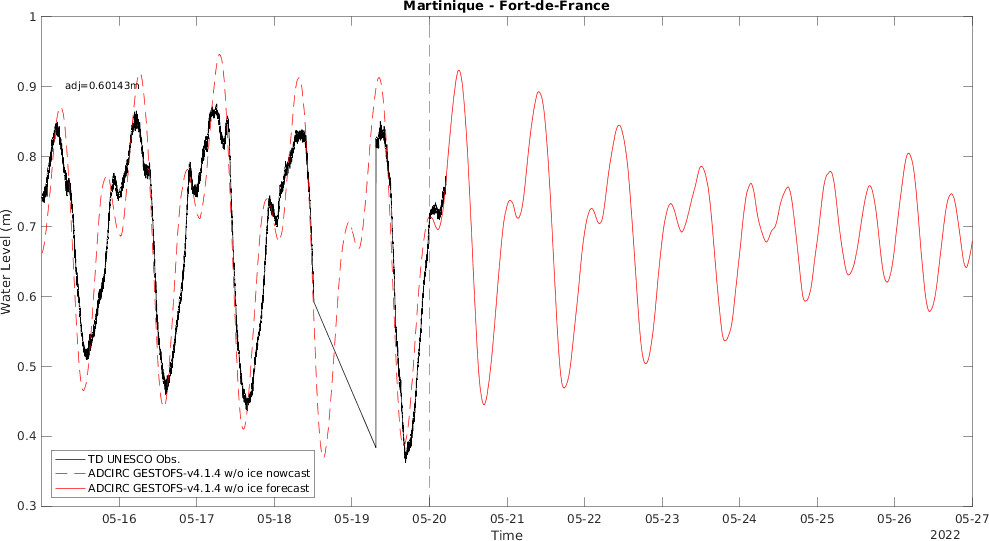 Martinique - Fort-de-France
1
0.9
0.8
0.7
0.6
0.5
0.4
0.3
Water Level (m)
adj=0.60143m
TD UNESCO Obs.
ADCIRC GESTOFS-v4.1.4 w/o ice nowcast
ADCIRC GESTOFS-v4.1.4 w/o ice forecast
05-16 05-17 05-18 05-19 05-20 05-21 05-22 05-23 05-24 05-25 05-26 05-27
Time
2022